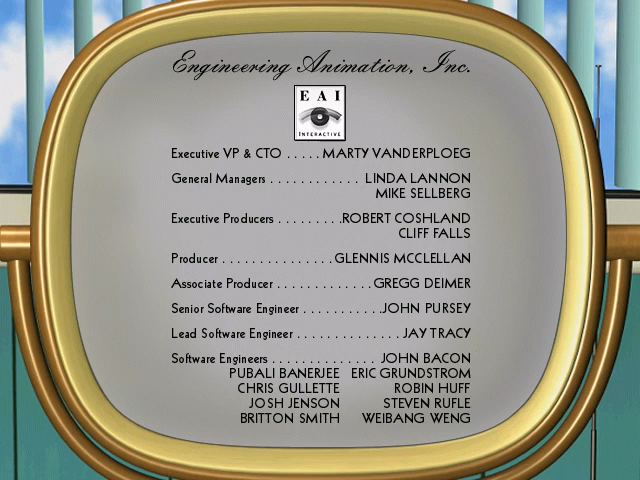 Engineering Animation, Inc.
EAI
INTERACTIVE
Executive VP & CTO . . . . . MARTY VANDERPLOEG
General Managers . . . . . . . . . . . . LINDA LANNON
MIKE SELLBERG
Executive Producers . . . . . . . . .ROBERT COSHLAND
CLIFF FALLS
Producer . . . . . . . . . . . . . . .GLENNIS MCCLELLAN
Associate Producer . . . . . . . . . . . . .GREGG DEIMER
Senior Software Engineer . . . . . . . . . . .JOHN PURSEY
Lead Software Engineer . . . . . . . . . . . . . . .JAY TRACY
Software Engineers . . . . . . . . . . . . . . JOHN BACON
PUBALI BANERJEE ERIC GRUNDSTROM
CHRIS GULLETTE ROBIN HUFF
JOSH JENSON STEVEN RUFLE
BRITTON SMITH WEIBANG WENG